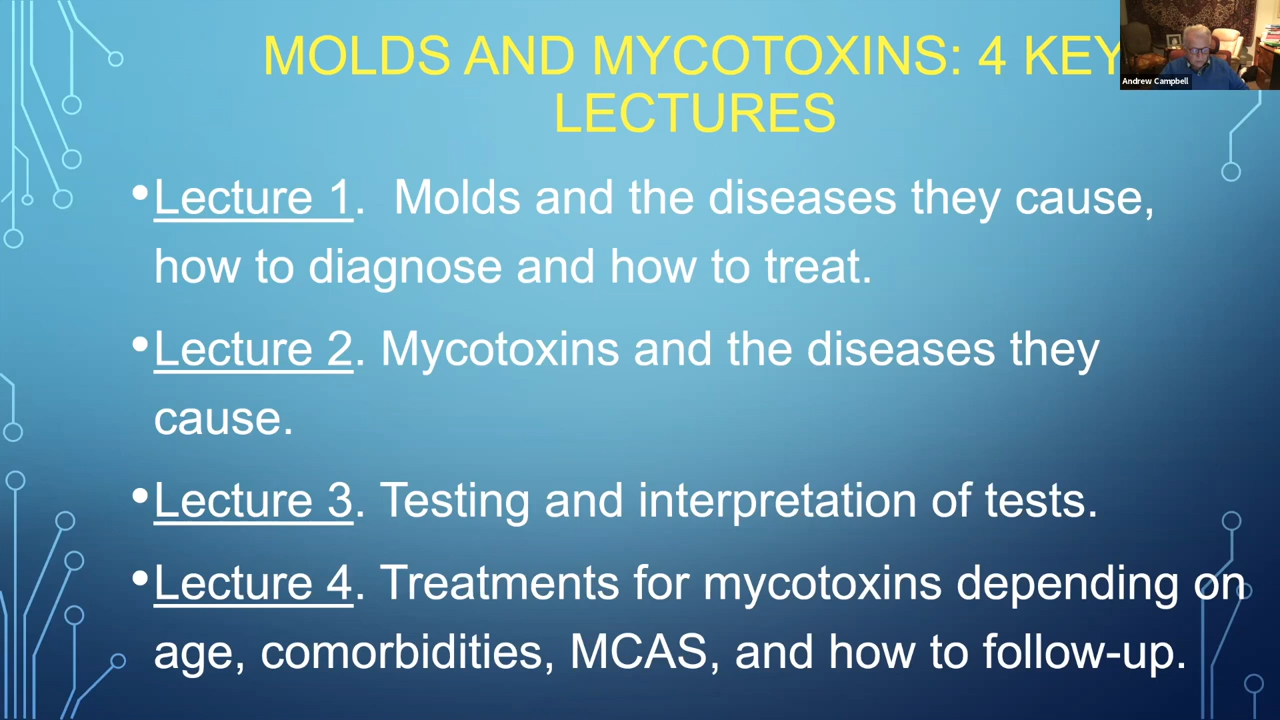 MOLDS AND MYCOTOXINS: 4 KEY
LECTURES
Andrew Campbell
•Lecture 1.  Molds and the diseases they cause,
how to diagnose and how to treat.
•Lecture 2. Mycotoxins and the diseases they
cause.
•Lecture 3. Testing and interpretation of tests.
•Lecture 4. Treatments for mycotoxins depending on
age, comorbidities, MCAS, and how to follow-up.